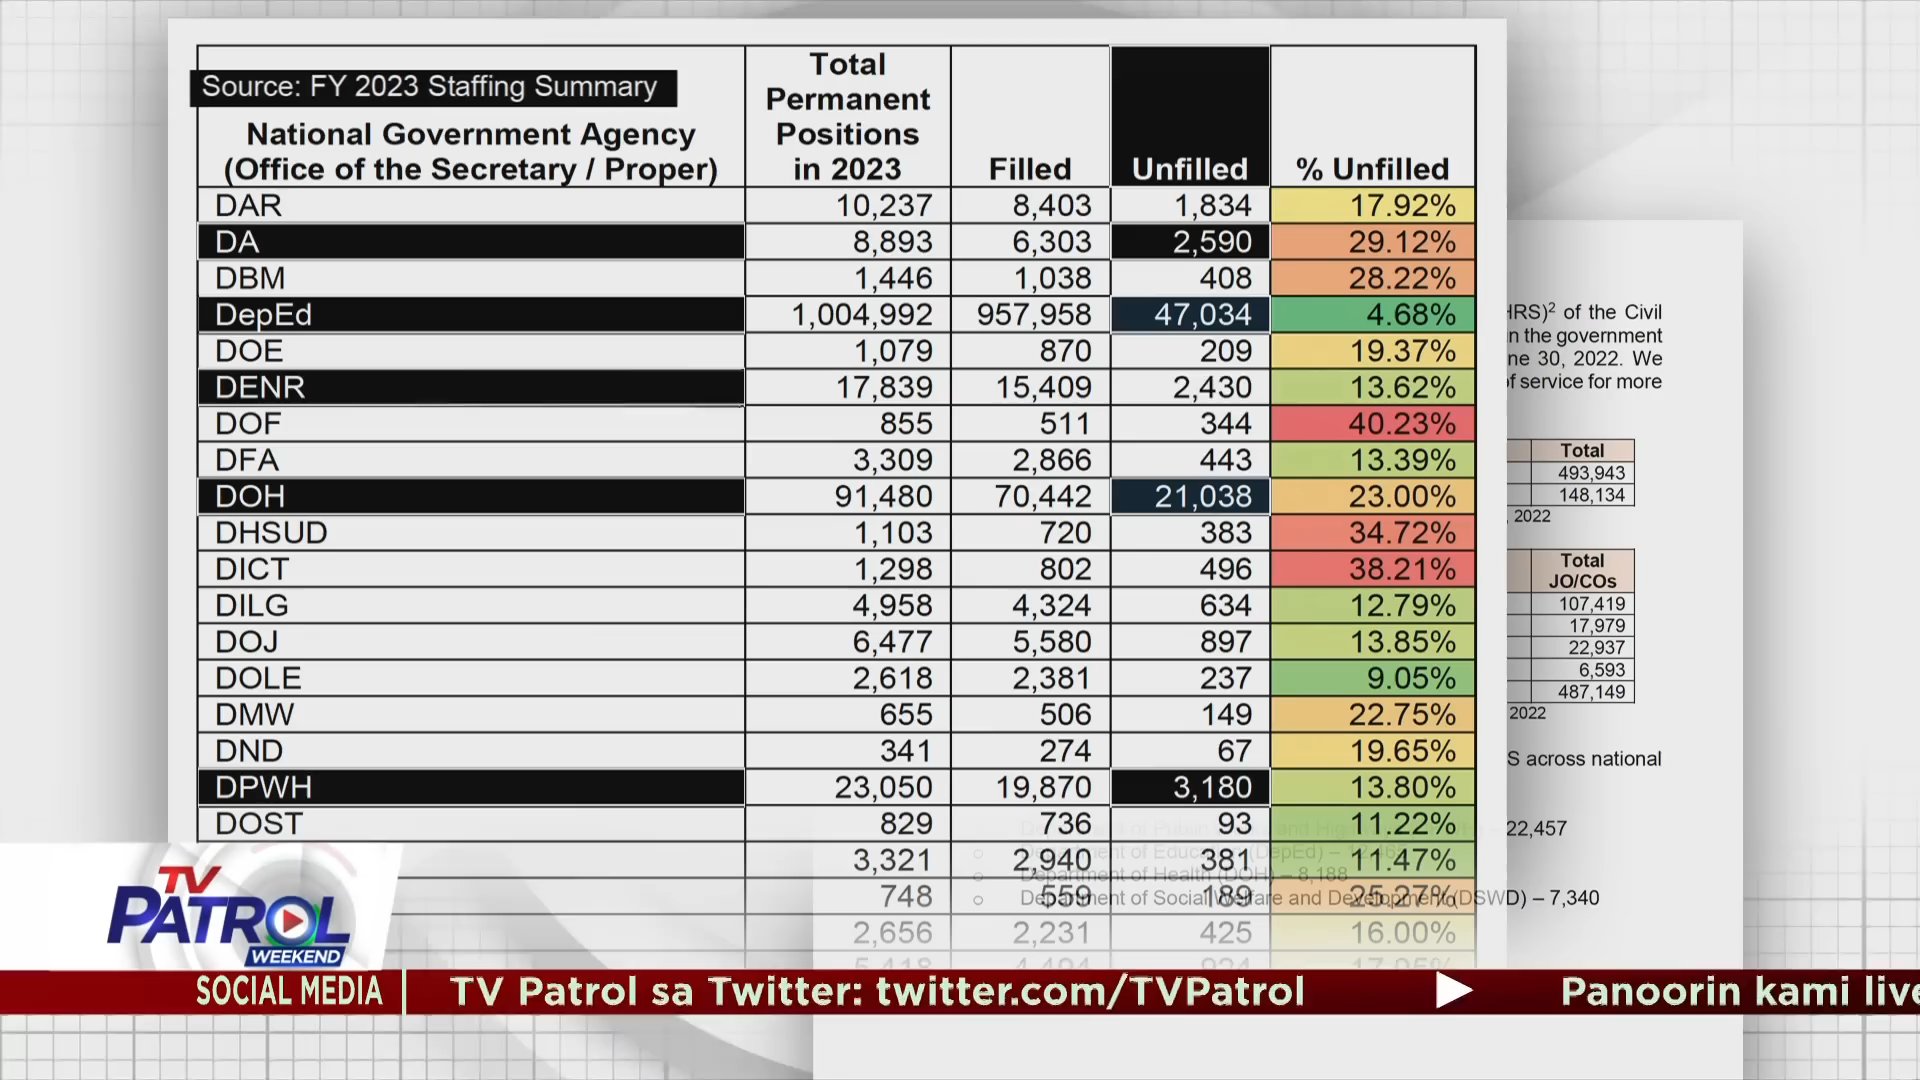 Source: FY 2023 Staffing Summary
National Government Agency
(Office of the Secretary / Proper)
Total
Permanent
Positions
in 2023
Filled
Unfilled
% Unfilled
DAR 10,237 8,403 1,834 17.92%
DA 8,893 6,303 2,590 29.12%
DBM 1,446 1,038 408 28.22%
DepEd 1,004,992 957,958 47,034 4.68%
DOE 1,079 870 209 19.37%
DENR 17,839 15,409 2,430 13.62%
DOF 855 511 344 40.23%
DFA 3,309 2,866 443 13.39%
DOH 91,480 70,442 21,038 23.00%
DHSUD 1,103 720 383 34.72%
DICT 1,298 802 496 38.21%
DILG 4,958 4,324 634 12.79%
DOJ 6,477 5,580 897 13.85%
DOLE 2,618 2,381 237 9.05%
DMW 655 506 149 22.75%
DND 341 274 67 19.65%
DPWH 23,050 19,870 3,180 13.80%
DOST 829 736 93 11.22%
3,321 2,940 381 11.47%
748 559 189 25.27%
2,656 2,231 425 16.00%
HRS)² of the Civil
n the government
ne 30, 2022. We
of service for more
Total
493,943
148,134
2022
Total
JO/COs
107,419
17,979
22,937
6,593
487,149
2022
S across national
22,457
Department of Education (DepEd) –
Department of Health (DOH) – 8,188
Department of Social Welfare and Development (DSWD) – 7,340
TV
PATROL
WEEKEND
SOCIAL MEDIA
TV Patrol sa Twitter: twitter.com/TVPatrol
Panoorin kami live